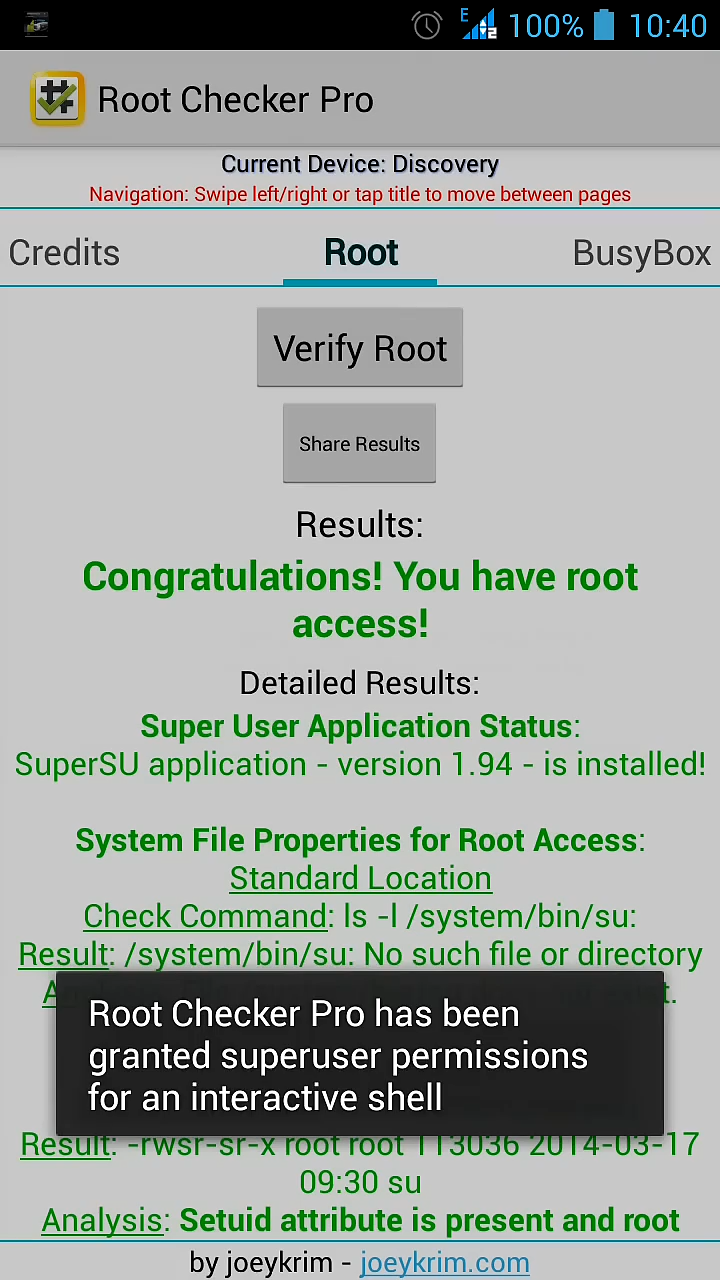 E 2 100% 10:40
Root Checker Pro
Current Device: Discovery
Navigation: Swipe left/right or tap title to move between pages
Credits Root BusyBox
Verify Root
Share Results
Results:
Congratulations! You have root
access!
Detailed Results:
Super User Application Status:
SuperSU application - version 1.94 - is installed!
System File Properties for Root Access:
Standard Location
Check Command: ls -l /system/bin/su:
Result: /system/bin/su: No such file or directory
Root Checker Pro has been
granted superuser permissions
for an interactive shell
Result: -rwsr-sr-x root root 113036 2014-03-17
09:30 su
Analysis: Setuid attribute is present and root
by joeykrim - joeykrim.com